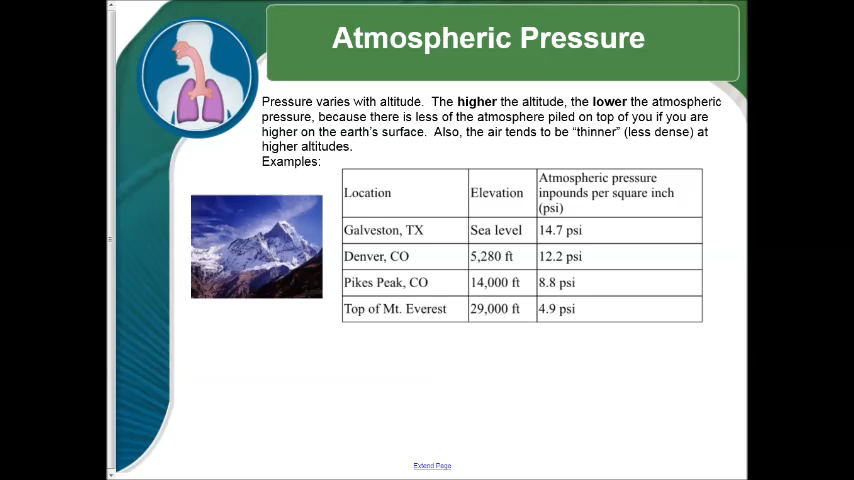 Atmospheric Pressure
Pressure varies with altitude. The higher the altitude, the lower the atmospheric
pressure, because there is less of the atmosphere piled on top of you if you are
higher on the earth's surface. Also, the air tends to be “thinner” (less dense) at
higher altitudes.
Examples:
Location Elevation Atmospheric pressure
inpounds per square inch
(psi)
Galveston, TX Sea level 14.7 psi
Denver, CO 5,280 ft 12.2 psi
Pikes Peak, CO 14,000 ft 8.8 psi
Top of Mt. Everest 29,000 ft 4.9 psi
Extend Page